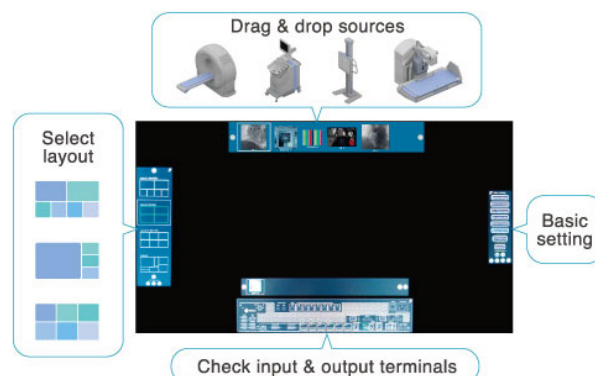 Drag & drop sources
Select
layout
Basic
setting
Check input & output terminals